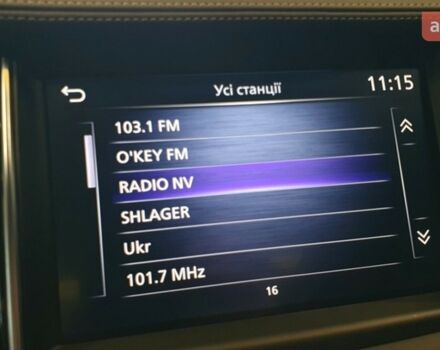 Усі станції
11:15
103.1 FM
O'KEY FM
RADIO NV
SHLAGER
Ukr
101.7 MHz
16